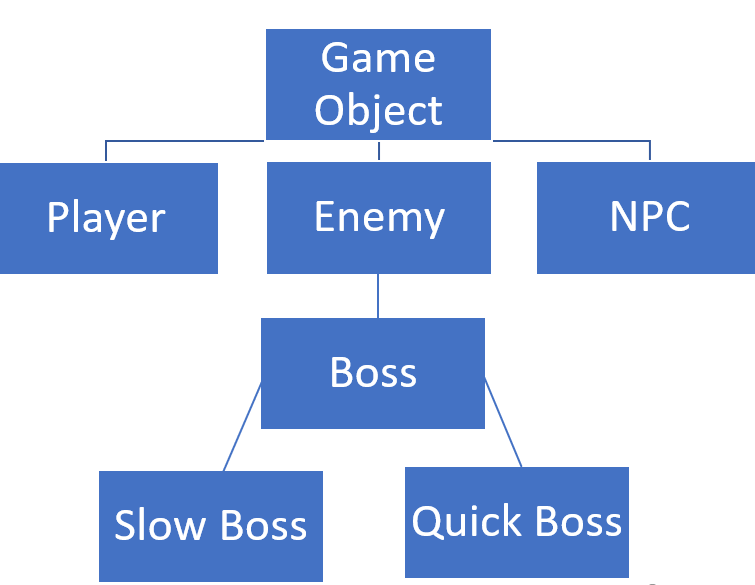 Game
Object
Player
Enemy
NPC
Boss
Slow Boss
Quick Boss